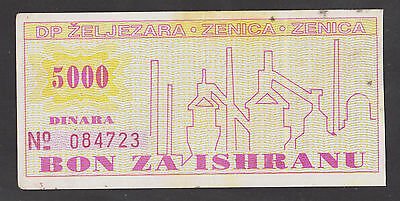 DP ŽELJEZARA · ZENICA · ZENICA
5000
DINARA
Nº 084723
BON ZA ISHRANU